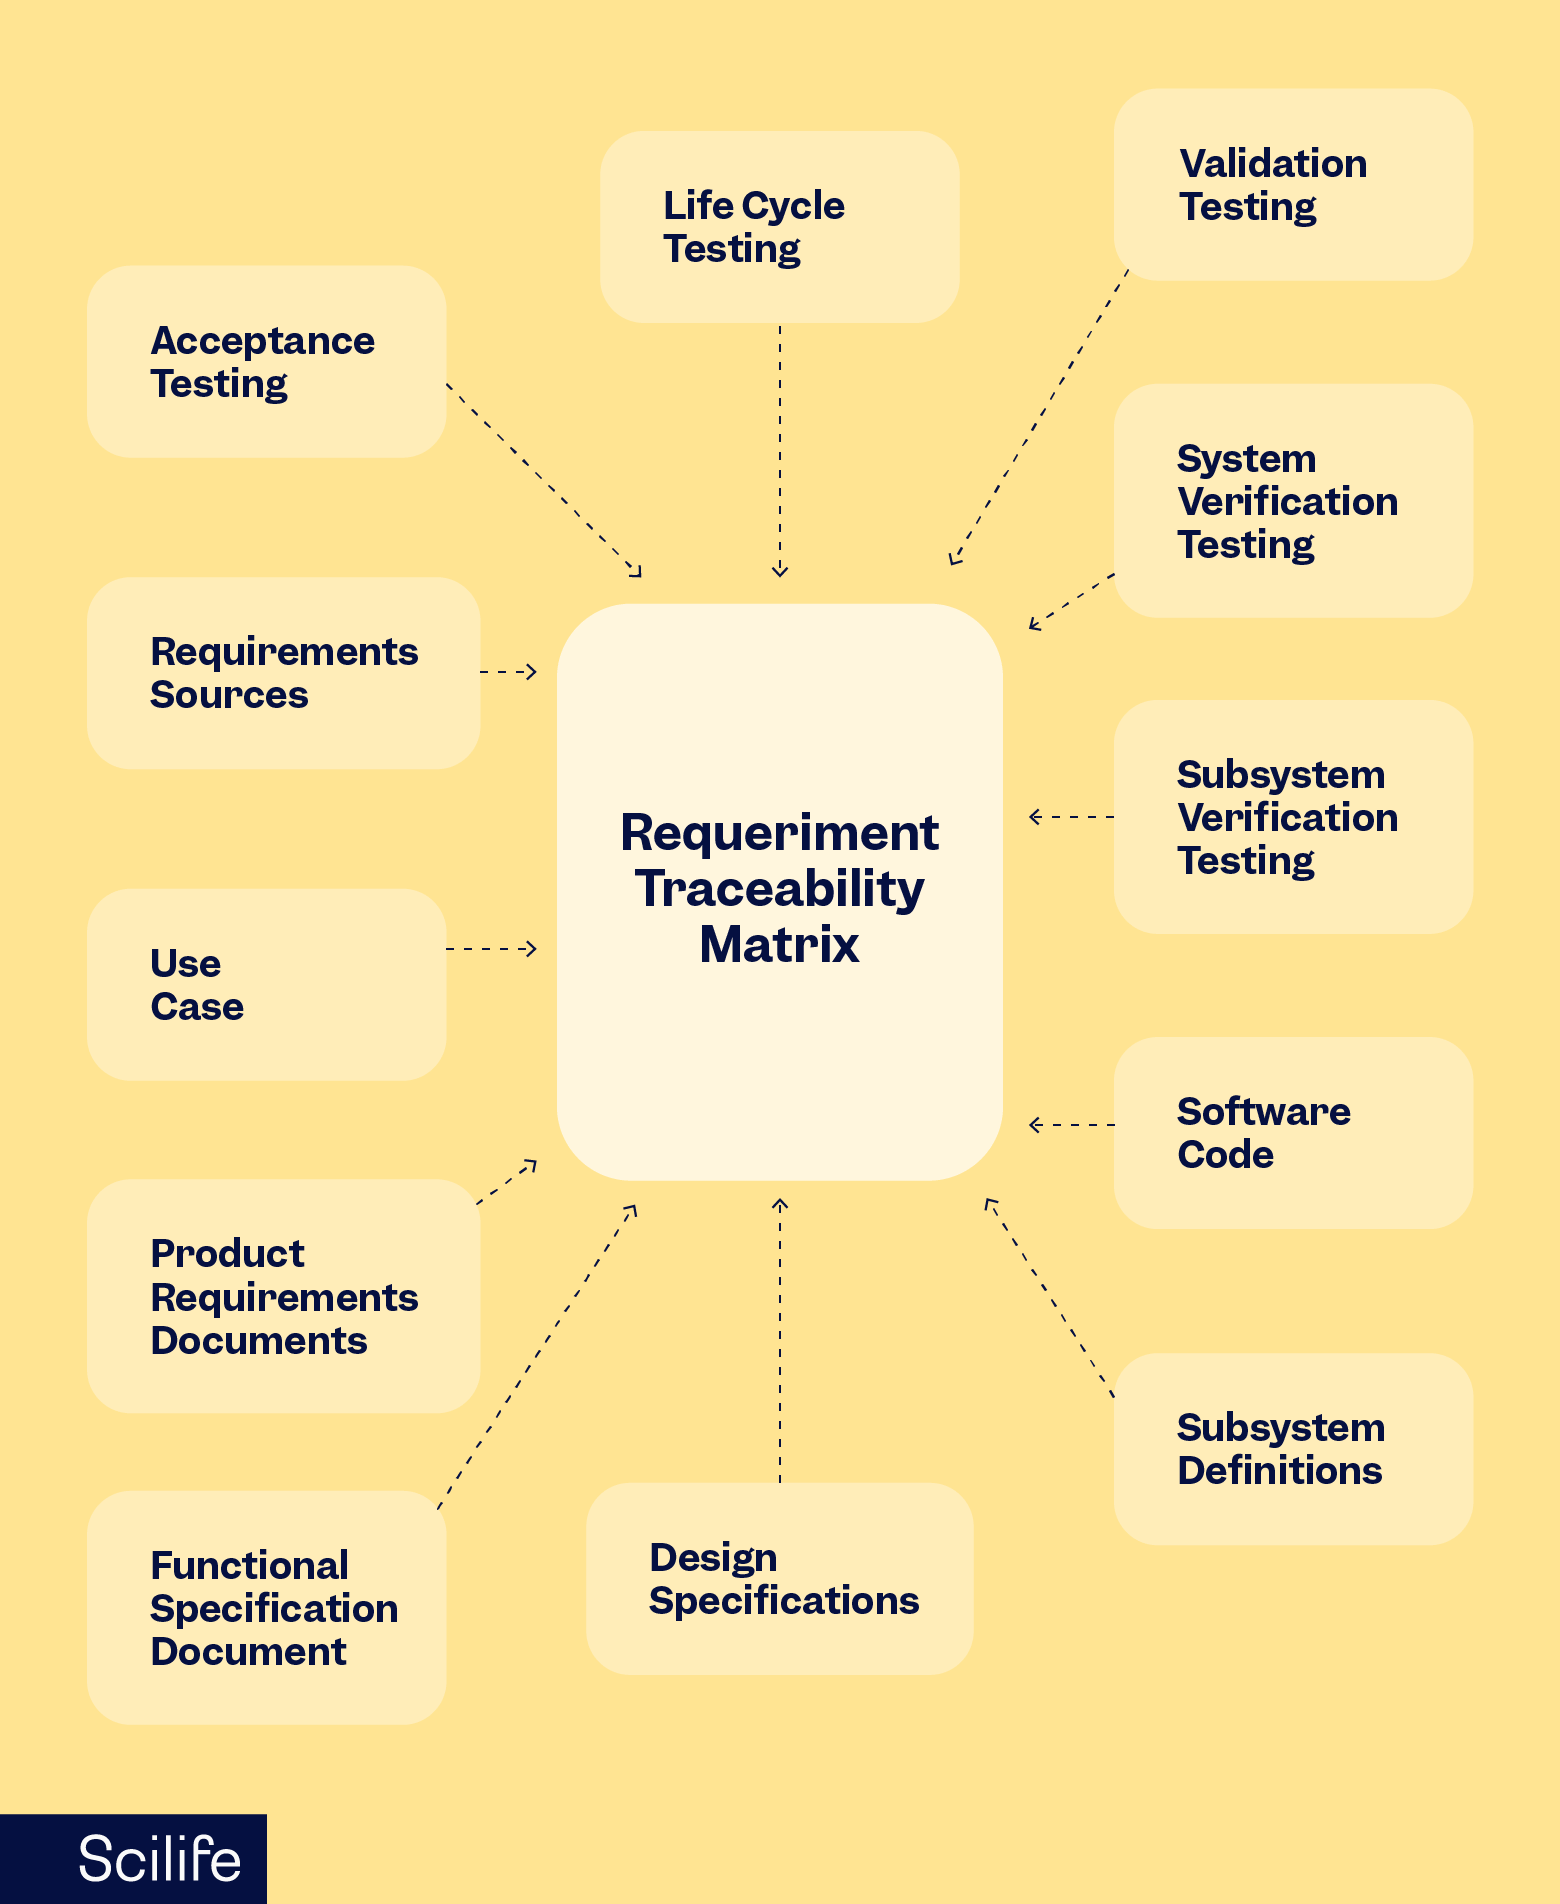 Life Cycle
Testing
Validation
Testing
Acceptance
Testing
System
Verification
Testing
Requirements
Sources
Requeriment
Traceability
Matrix
Subsystem
Verification
Testing
Use
Case
Software
Code
Product
Requirements
Documents
Subsystem
Definitions
Functional
Specification
Document
Design
Specifications
Scilife